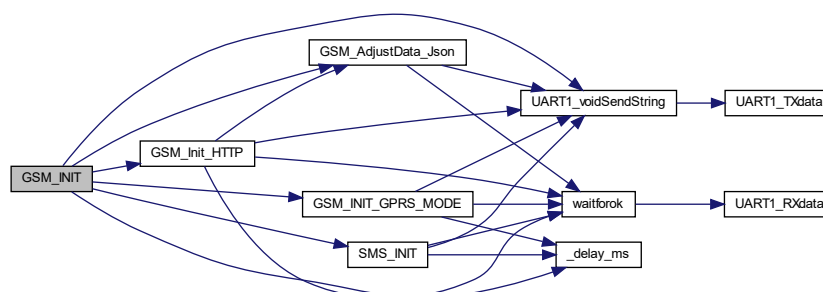 GSM_INIT
GSM_Init_HTTP
GSM_AdjustData_Json
GSM_INIT_GPRS_MODE
SMS_INIT
UART1_voidSendString
waitforok
_delay_ms
UART1_TXdata
UART1_RXdata